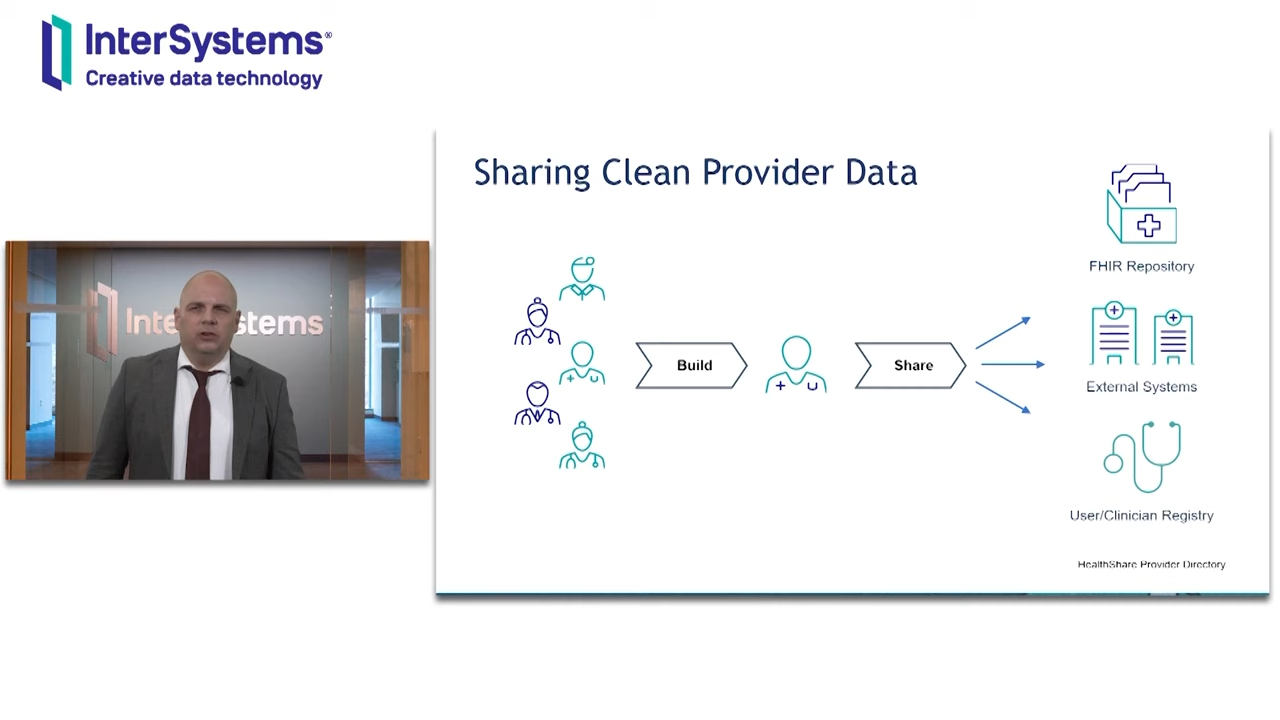 InterSystems®
Creative data technology
Sharing Clean Provider Data
FHIR Repository
Build
Share
External Systems
User/Clinician Registry
HealthShare Provider Directory